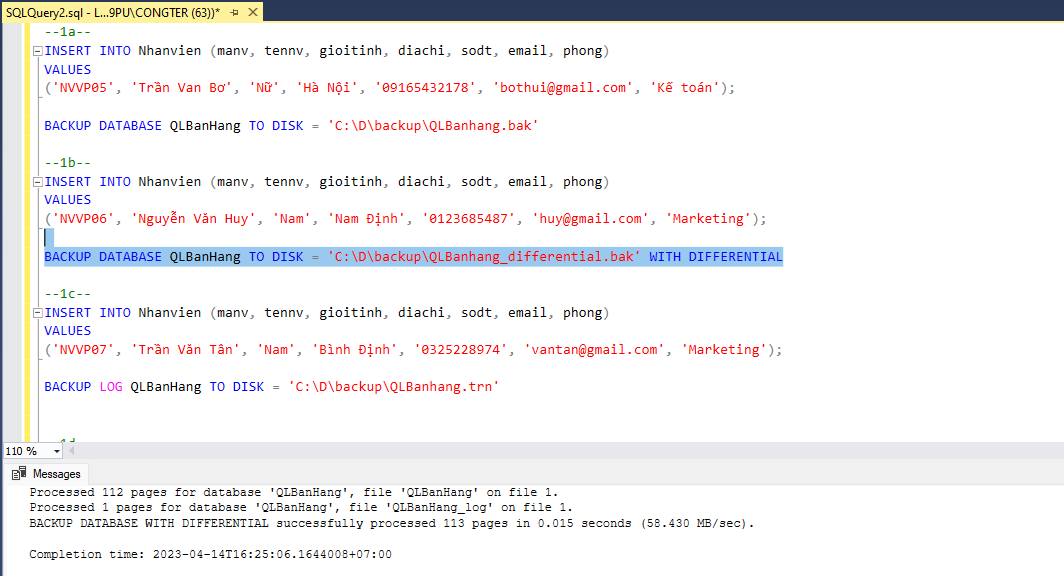 SQLQuery2.sql - L...9PU\CONGTER (63))*
--1a--
INSERT INTO Nhanvien (manv, tennv, gioitinh, diachi, sodt, email, phong)
VALUES
('NVVP05', 'Trần Van Bơ', 'Nữ', 'Hà Nội', '09165432178', 'bothui@gmail.com', 'Kế toán');
BACKUP DATABASE QLBanHang TO DISK = 'C:\D\backup\QLBanhang.bak'
--1b--
INSERT INTO Nhanvien (manv, tennv, gioitinh, diachi, sodt, email, phong)
VALUES
('NVVP06', 'Nguyễn Văn Huy', 'Nam', 'Nam Định', '0123685487', 'huy@gmail.com', 'Marketing');
BACKUP DATABASE QLBanHang TO DISK = 'C:\D\backup\QLBanhang_differential.bak' WITH DIFFERENTIAL
--1c--
INSERT INTO Nhanvien (manv, tennv, gioitinh, diachi, sodt, email, phong)
VALUES
('NVVP07', 'Trần Văn Tân', 'Nam', 'Bình Định', '0325228974', 'vantan@gmail.com', 'Marketing');
BACKUP LOG QLBanHang TO DISK = 'C:\D\backup\QLBanhang.trn'
110 %
Messages
Processed 112 pages for database 'QLBanHang', file 'QLBanHang' on file 1.
Processed 1 pages for database 'QLBanHang', file 'QLBanHang_log' on file 1.
BACKUP DATABASE WITH DIFFERENTIAL successfully processed 113 pages in 0.015 seconds (58.430 MB/sec).
Completion time: 2023-04-14T16:25:06.1644008+07:00